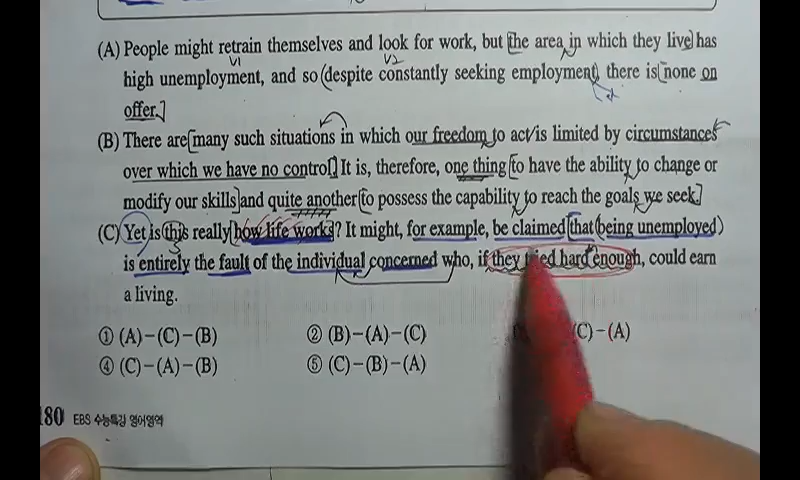 (A) People might retrain themselves and look for work, but the area in which they live has
V1 V2
high unemployment, and so (despite constantly seeking employment), there is none on
offer.
(B) There are many such situations in which our freedom to act is limited by circumstances
over which we have no control. It is, therefore, one thing to have the ability to change or
modify our skills and quite another to possess the capability to reach the goals we seek.
(C) Yet is this really how life works? It might, for example, be claimed that (being unemployed)
S
is entirely the fault of the individual concerned who, if they tried hard enough, could earn
a living.
① (A)-(C)-(B) ② (B)-(A)-(C) (C)-(A)
④ (C)-(A)-(B) ⑤ (C)-(B)-(A)
180 EBS 수능특강 영어영역